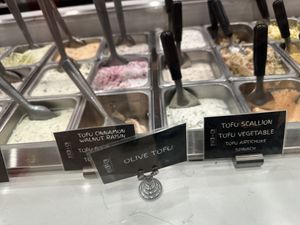 TOFU CINNAMON
WALNUT RAISIN
OLIVE TOFU
TOFU SCALLION
TOFU VEGETABLE
TOFU ARTICHOKE
SPINACH